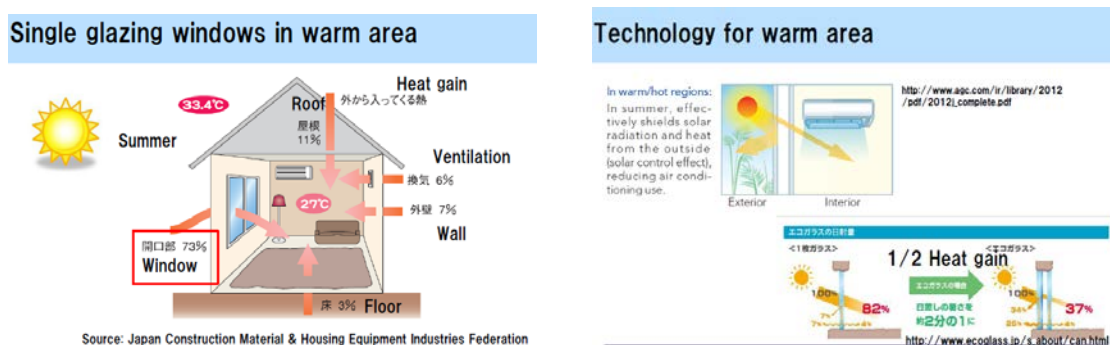 Single glazing windows in warm area
33.4℃
Heat gain
Roof 外から入ってくる熱
屋根
11%
Summer
Ventilation
換気 6%
27℃
外壁 7%
Wall
開口部 73%
Window
床 3% Floor
Source: Japan Construction Material & Housing Equipment Industries Federation
Technology for warm area
In warm/hot regions:
In summer, effec-
tively shields solar
radiation and heat
from the outside
(solar control effect),
reducing air condi-
tioning use.
http://www.agc.com/ir/library/2012
/pdf/2012j_complete.pdf
Exterior
Interior
エコガラスの日射量
<1枚ガラス>
1/2 Heat gain
エコガラス>
100%
82%
7%
エコガラスの場合
日差しの暑さを
約2分の1に
100%
37%
http://www.ecoglass.jp/s_about/can.html